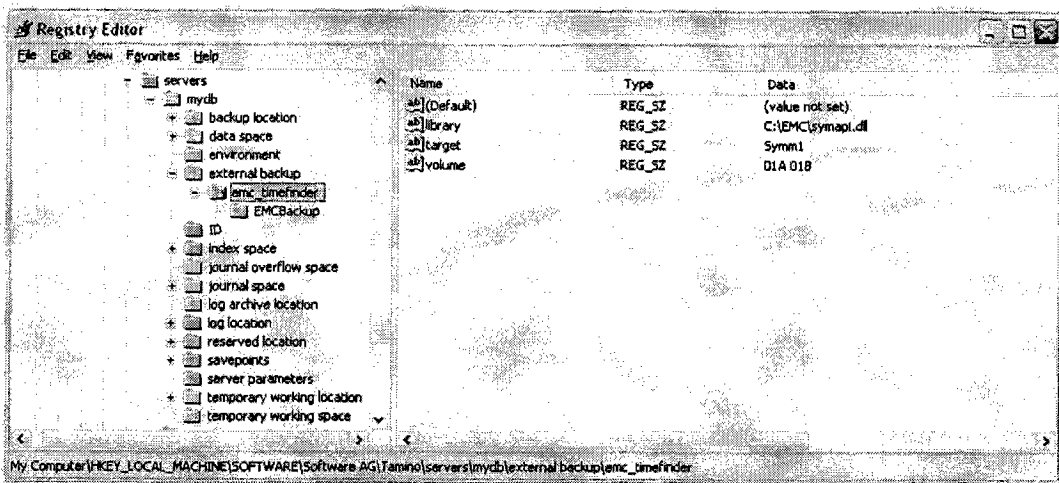 Registry Editor
File Edit View Favorites Help
servers
mydb
backup location
data space
environment
external backup
emc_timefinder
EMCBackup
ID
index space
journal overflow space
journal space
log archive location
log location
reserved location
savepoints
server parameters
temporary working location
temporary working space
Name Type Data
(Default) REG_SZ (value not set)
library REG_SZ C:\EMC\symapi.dll
target REG_SZ Symm1
volume REG_SZ 01A 01B
My Computer\HKEY_LOCAL_MACHINE\SOFTWARE\Software AG\Tamino\servers\mydb\external backup\emc_timefinder